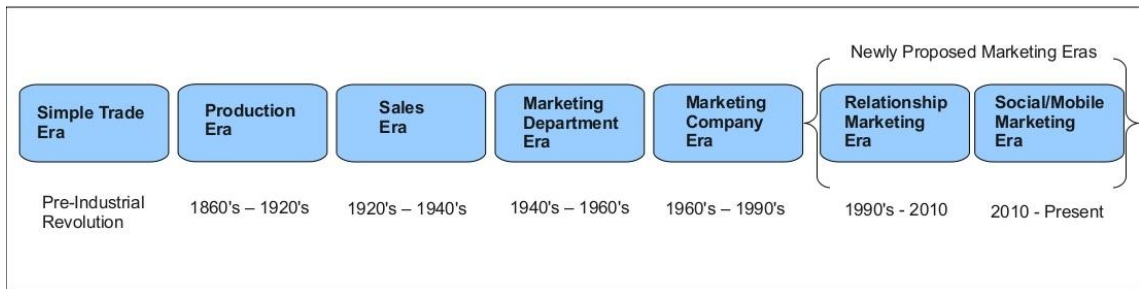 Newly Proposed Marketing Eras
Simple Trade
Era
Production
Era
Sales
Era
Marketing
Department
Era
Marketing
Company
Era
Relationship
Marketing
Era
Social/Mobile
Marketing
Era
Pre-Industrial
Revolution
1860's – 1920's
1920's – 1940's
1940's – 1960's
1960's – 1990's
1990's - 2010
2010 - Present